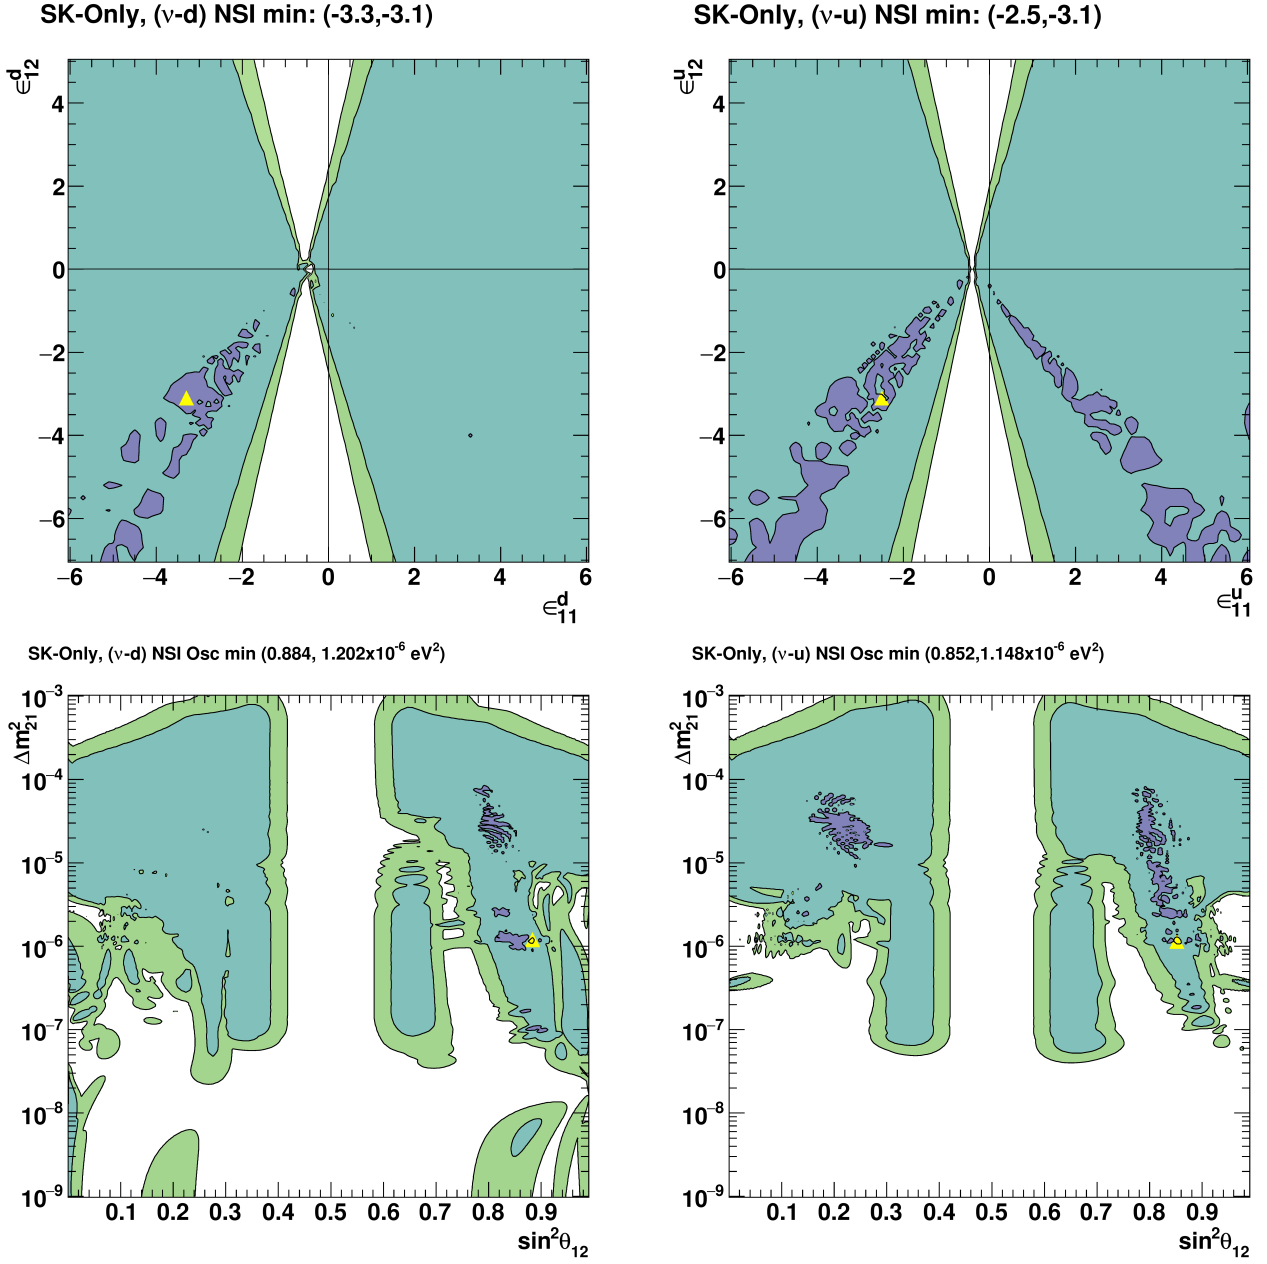 SK-Only, (ν-d) NSI min: (-3.3,-3.1)
ϵ^d_12
4
2
0
−2
−4
−6
−6 −4 −2 0 2 4 6
ϵ^d_11
SK-Only, (ν-u) NSI min: (-2.5,-3.1)
ϵ^u_12
4
2
0
−2
−4
−6
−6 −4 −2 0 2 4 6
ϵ^u_11
SK-Only, (ν-d) NSI Osc min (0.884, 1.202x10^-6 eV^2)
Δm^2_21
10^−3
10^−4
10^−5
10^−6
10^−7
10^−8
10^−9
0.1 0.2 0.3 0.4 0.5 0.6 0.7 0.8 0.9
sin^2θ_12
SK-Only, (ν-u) NSI Osc min (0.852,1.148x10^-6 eV^2)
Δm^2_21
10^−3
10^−4
10^−5
10^−6
10^−7
10^−8
10^−9
0.1 0.2 0.3 0.4 0.5 0.6 0.7 0.8 0.9
sin^2θ_12